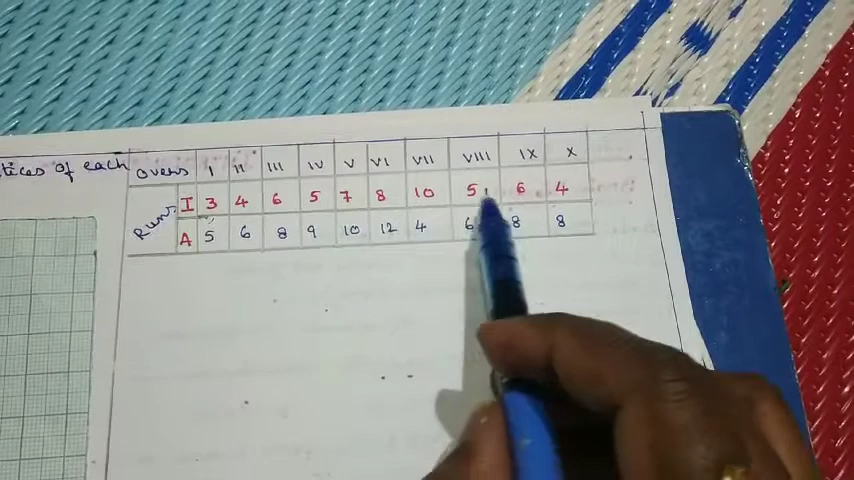 tices of each
overs I II III IV V VI VII VIII IX X
Runs I 3 4 6 5 7 8 10 5 6 4
A 5 6 8 9 10 12 4 6 8 8